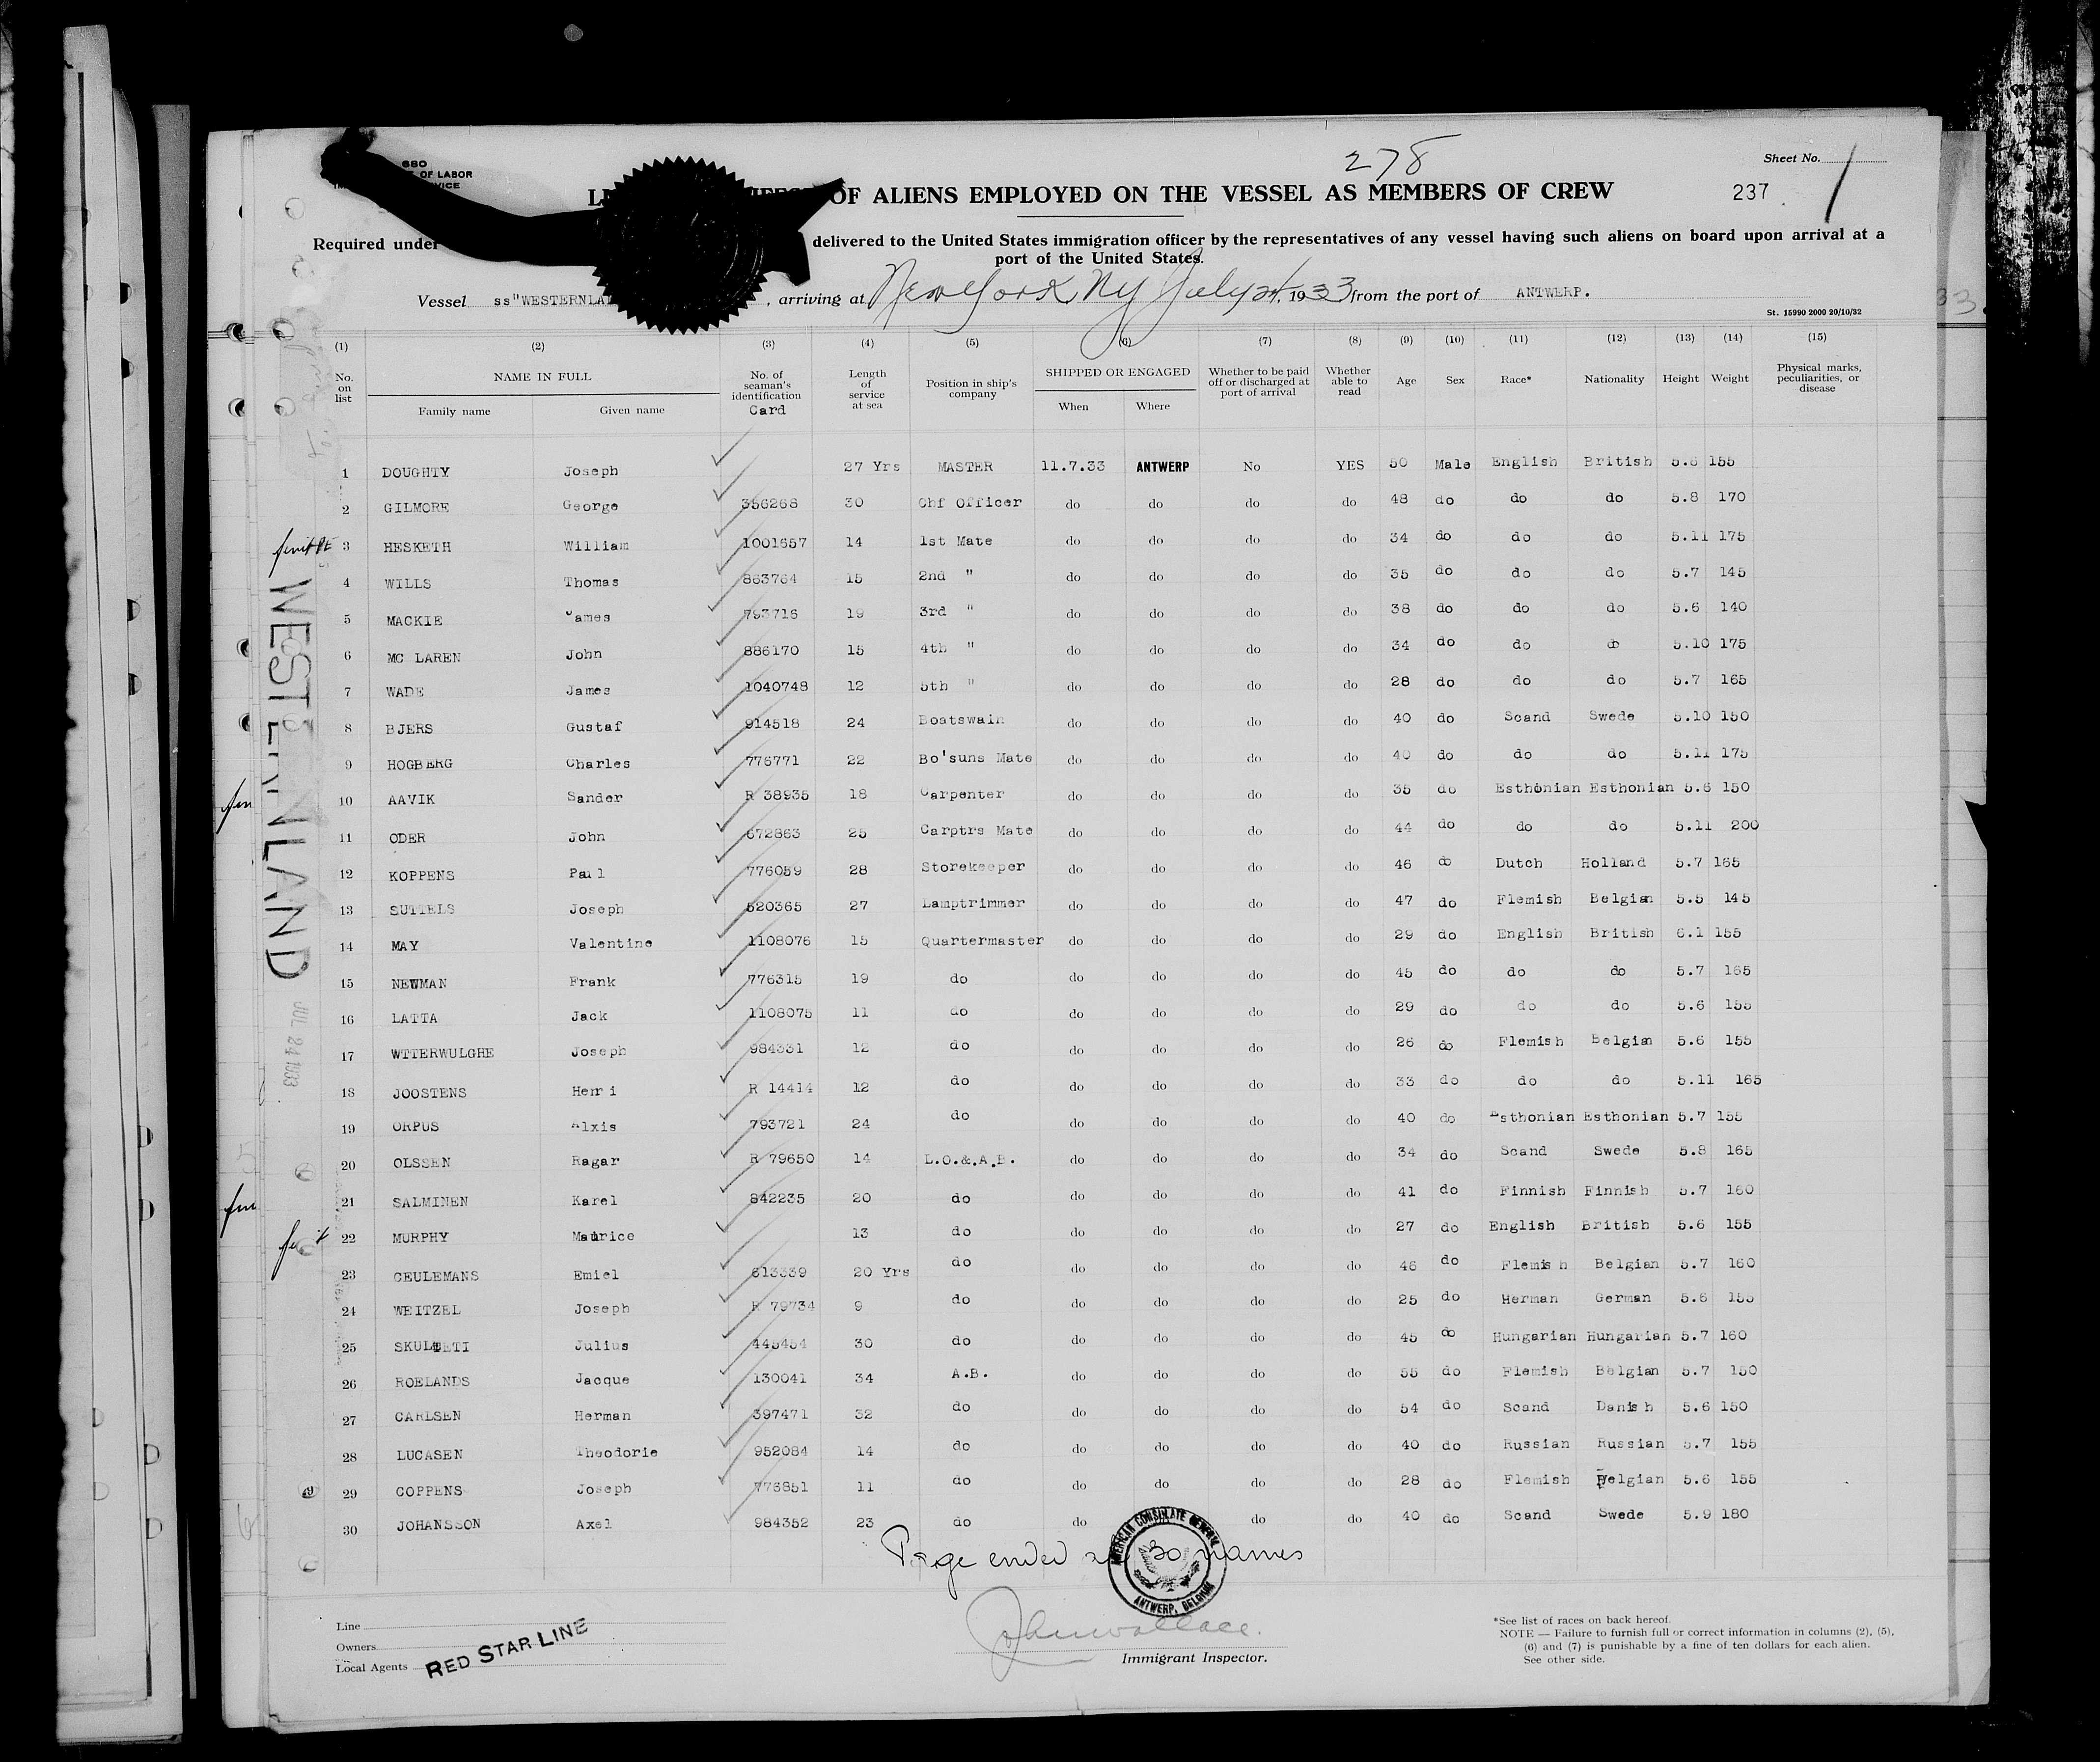 278
Sheet No. 1
680
OF LABOR
VICE
OF ALIENS EMPLOYED ON THE VESSEL AS MEMBERS OF CREW
237
Required under delivered to the United States immigration officer by the representatives of any vessel having such aliens on board upon arrival at a
port of the United States.
Vessel ss"WESTERNLA , arriving at New York NY July 24, 1933 from the port of ANTWERP.
St. 15990 2000 20/10/32
(1) (2) (3) (4) (5) (6) (7) (8) (9) (10) (11) (12) (13) (14) (15)
No. on list NAME IN FULL Family name Given name No. of seaman's identification Card Length of service at sea Position in ship's company SHIPPED OR ENGAGED When Where Whether to be paid off or discharged at port of arrival Whether able to read Age Sex Race* Nationality Height Weight Physical marks, peculiarities, or disease
1 DOUGHTY Joseph 27 Yrs MASTER 11.7.33 ANTWERP No YES 50 Male English British 5.6 155
2 GILMORE George 356268 30 Chf Officer do do do do 48 do do do 5.8 170
3 HESKETH William 1001657 14 1st Mate do do do do 34 do do do 5.11 175
4 WILLS Thomas 863764 15 2nd " do do do do 35 do do do 5.7 145
5 MACKIE James 793716 19 3rd " do do do do 38 do do do 5.6 140
6 MC LAREN John 886170 15 4th " do do do do 34 do do do 5.10 175
7 WADE James 1040748 12 5th " do do do do 28 do do do 5.7 165
8 BJERS Gustaf 914518 24 Boatswain do do do do 40 do Scand Swede 5.10 150
9 HOGBERG Charles 776771 22 Bo'suns Mate do do do do 40 do do do 5.11 175
10 AAVIK Sander R 38935 18 Carpenter do do do do 35 do Esthonian Esthonian 5.6 150
11 ODER John 672863 25 Carptrs Mate do do do do 44 do do do 5.11 200
12 KOPPENS Paul 776059 28 Storekeeper do do do do 46 do Dutch Holland 5.7 165
13 SUTTELS Joseph 520365 27 Lamptrimmer do do do do 47 do Flemish Belgian 5.5 145
14 MAY Valentine 1108076 15 Quartermaster do do do do 29 do English British 6.1 155
15 NEWMAN Frank 776315 19 do do do do do 45 do do do 5.7 165
16 LATTA Jack 1108075 11 do do do do do 29 do do do 5.6 155
17 WTTERWULGHE Joseph 984331 12 do do do do do 26 do Flemish Belgian 5.6 155
18 JOOSTENS Henri R 14414 12 do do do do do 33 do do do 5.11 165
19 ORPUS Alxis 793721 24 do do do do do 40 do Esthonian Esthonian 5.7 155
20 OLSSEN Ragar R 79650 14 L.O.&.A.B. do do do do 34 do Scand Swede 5.8 165
21 SALMINEN Karel 842235 20 do do do do do 41 do Finnish Finnish 5.7 160
22 MURPHY Maurice 13 do do do do do 27 do English British 5.6 155
23 CEULEMANS Emiel 613339 20 Yrs do do do do do 46 do Flemish Belgian 5.7 160
24 WEITZEL Joseph R 79734 9 do do do do do 25 do Herman German 5.6 155
25 SKULTETI Julius 445454 30 do do do do do 45 do Hungarian Hungarian 5.7 160
26 ROELANDS Jacque 130041 34 A.B. do do do do 55 do Flemish Belgian 5.7 150
27 CARLSEN Herman 397471 32 do do do do do 54 do Scand Danish 5.6 150
28 LUCASEN Theodorie 952084 14 do do do do do 40 do Russian Russian 5.7 155
29 COPPENS Joseph 776851 11 do do do do do 28 do Flemish Belgian 5.6 155
30 JOHANSSON Axel 984352 23 do do do do do 40 do Scand Swede 5.9 180
WESTERNLAND
JUL 24 1933
Page ended 30 names
AMERICAN CONSULATE GENERAL ANTWERP, BELGIUM
Line
Owners
Local Agents RED STAR LINE
John Wallace.
Immigrant Inspector.
*See list of races on back hereof.
NOTE — Failure to furnish full or correct information in columns (2), (5),
(6) and (7) is punishable by a fine of ten dollars for each alien.
See other side.